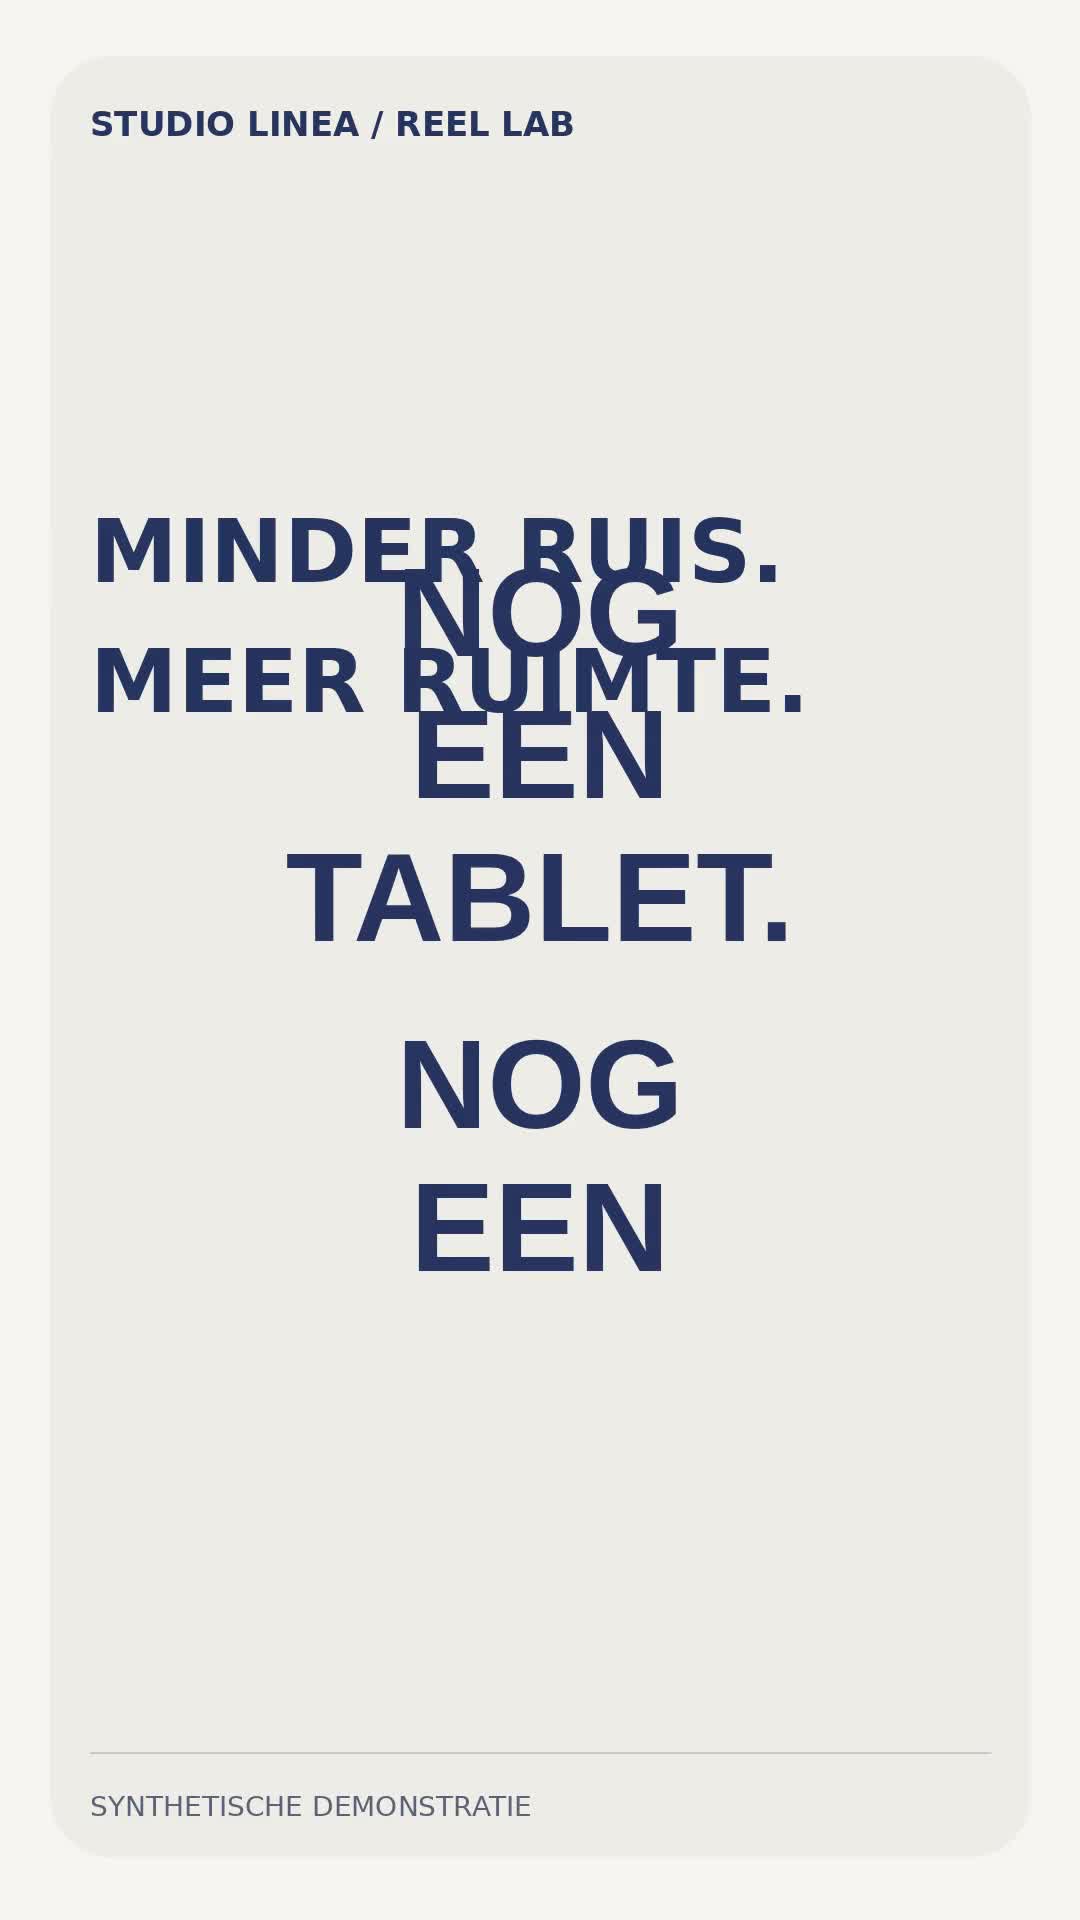 STUDIO LINEA / REEL LAB
MINDER RUIS.
MEER RUIMTE.
NOG
EEN
TABLET.
NOG
EEN
SYNTHETISCHE DEMONSTRATIE